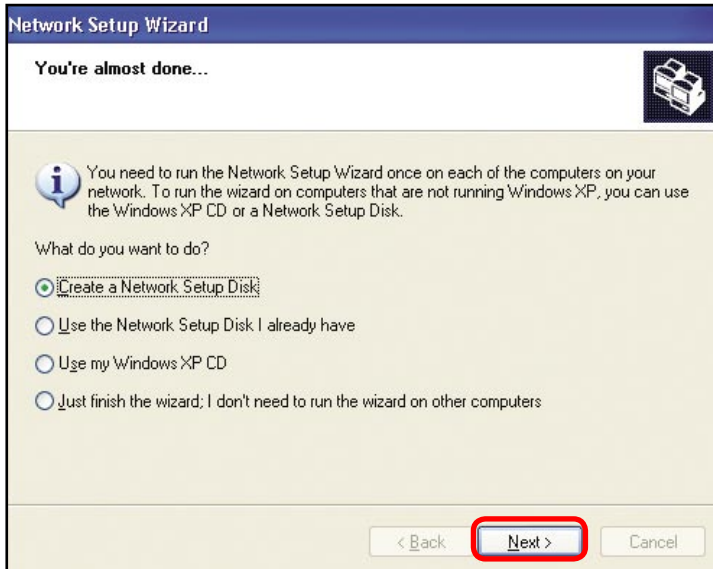 Network Setup Wizard
You're almost done...
You need to run the Network Setup Wizard once on each of the computers on your
network. To run the wizard on computers that are not running Windows XP, you can use
the Windows XP CD or a Network Setup Disk.
What do you want to do?
Create a Network Setup Disk
Use the Network Setup Disk I already have
Use my Windows XP CD
Just finish the wizard; I don't need to run the wizard on other computers
< Back Next > Cancel